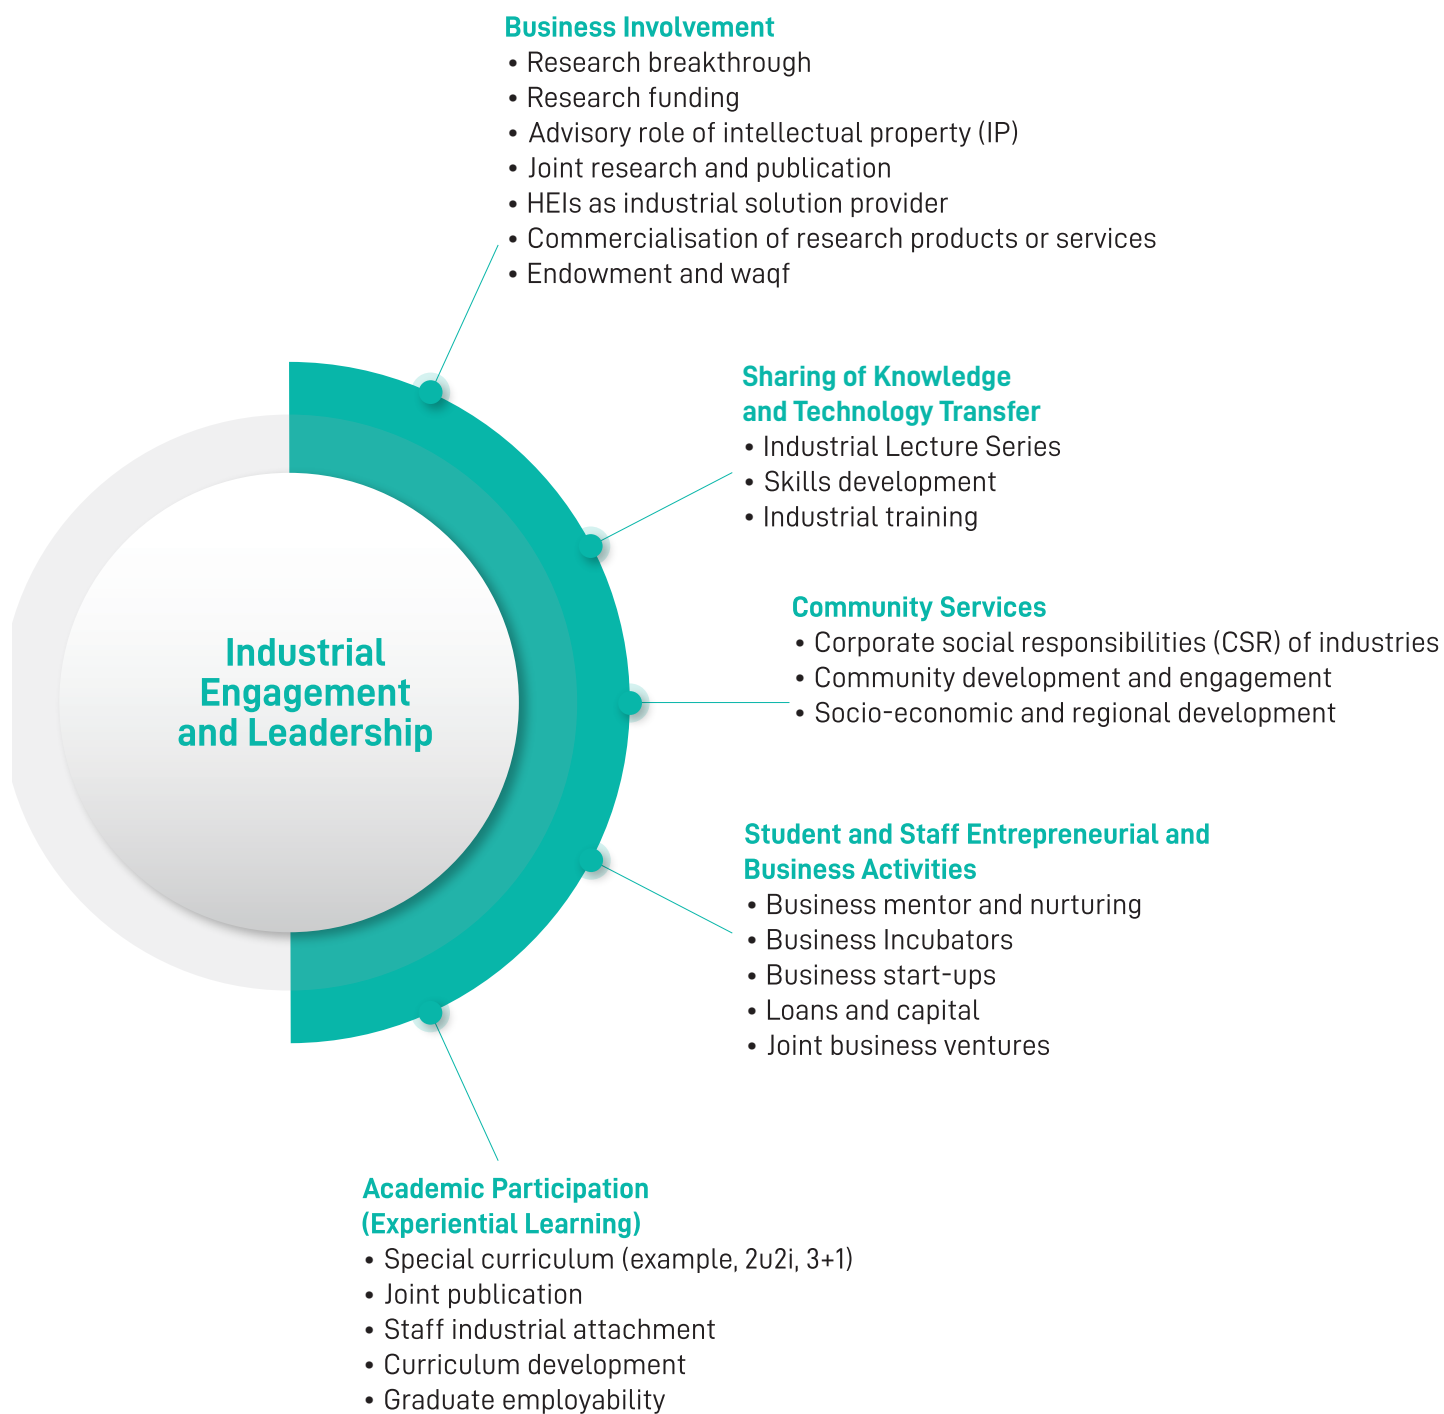 Business Involvement
• Research breakthrough
• Research funding
• Advisory role of intellectual property (IP)
• Joint research and publication
• HEIs as industrial solution provider
• Commercialisation of research products or services
• Endowment and waqf
Sharing of Knowledge
and Technology Transfer
• Industrial Lecture Series
• Skills development
• Industrial training
Community Services
• Corporate social responsibilities (CSR) of industries
• Community development and engagement
• Socio-economic and regional development
Industrial
Engagement
and Leadership
Student and Staff Entrepreneurial and
Business Activities
• Business mentor and nurturing
• Business Incubators
• Business start-ups
• Loans and capital
• Joint business ventures
Academic Participation
(Experiential Learning)
• Special curriculum (example, 2u2i, 3+1)
• Joint publication
• Staff industrial attachment
• Curriculum development
• Graduate employability